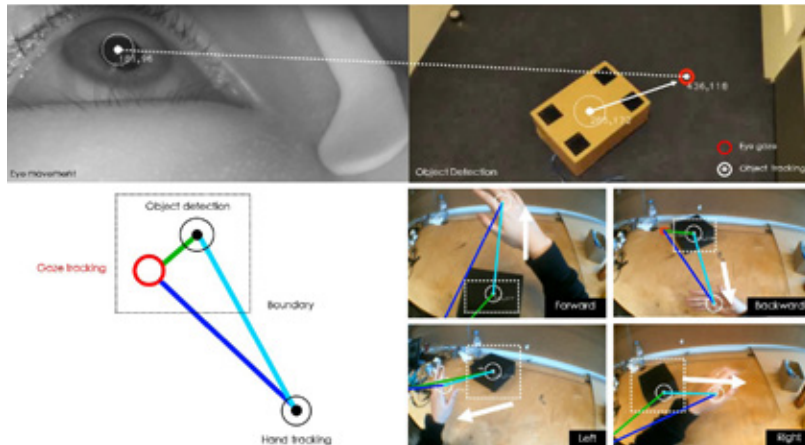 Eye movement
436,118
Eye gaze
Object tracking
Object Detection
Object detection
Gaze tracking
Boundary
Hand tracking
Forward
Backward
Left
Right